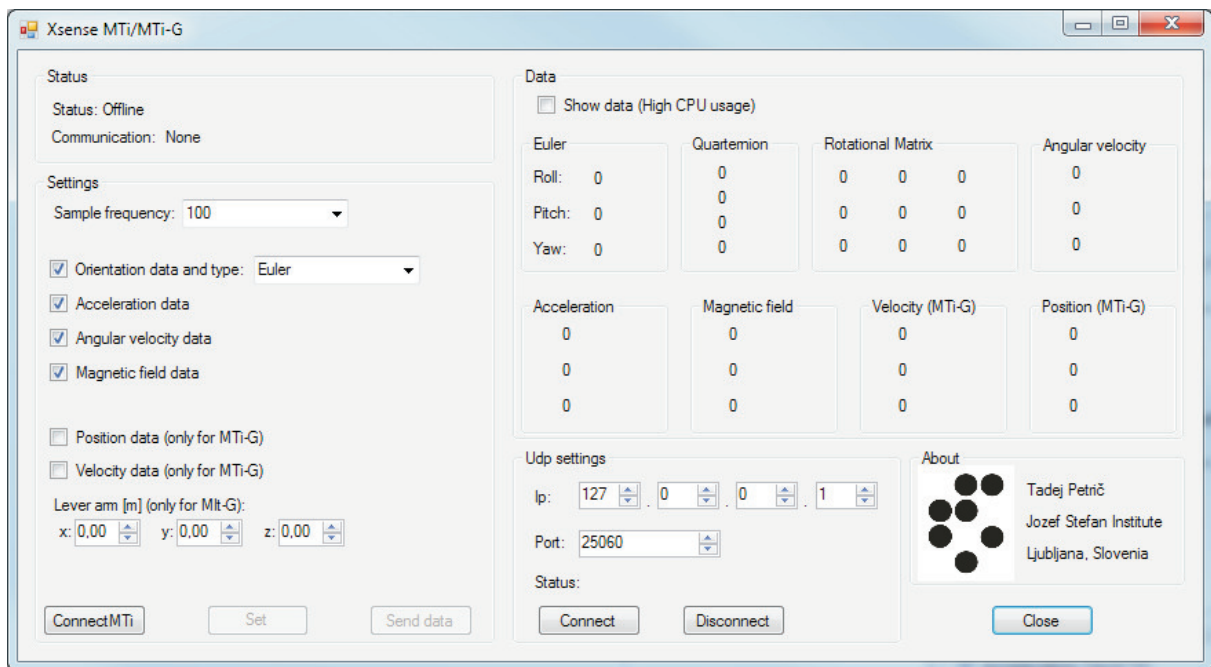 Xsense MTi/MTi-G
Status
Status: Offline
Communication: None
Settings
Sample frequency: 100
Orientation data and type: Euler
Acceleration data
Angular velocity data
Magnetic field data
Position data (only for MTi-G)
Velocity data (only for MTi-G)
Lever arm [m] (only for MIt-G):
x: 0,00 y: 0,00 z: 0,00
ConnectMTi Set Send data
Data
Show data (High CPU usage)
Euler Quarternion Rotational Matrix Angular velocity
Roll: 0
Pitch: 0
Yaw: 0
0
0
0
0
0 0 0
0 0 0
0 0 0
0
0
0
Acceleration Magnetic field Velocity (MTi-G) Position (MTi-G)
0 0 0 0
0 0 0 0
0 0 0 0
Udp settings
Ip: 127 . 0 . 0 . 1
Port: 25060
Status:
Connect Disconnect
About
Tadej Petrič
Jozef Stefan Institute
Ljubljana, Slovenia
Close